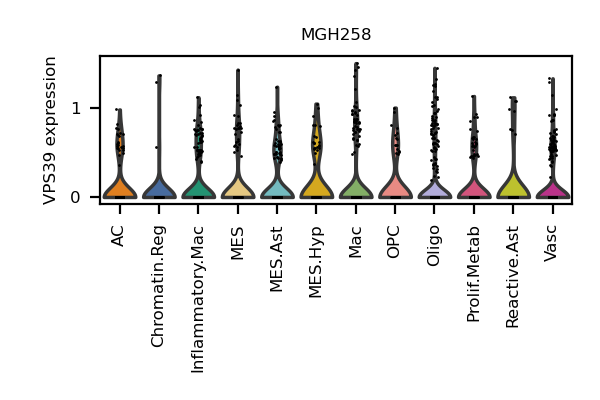 MGH258
VPS39 expression
1
0
AC
Chromatin.Reg
Inflammatory.Mac
MES
MES.Ast
MES.Hyp
Mac
OPC
Oligo
Prolif.Metab
Reactive.Ast
Vasc